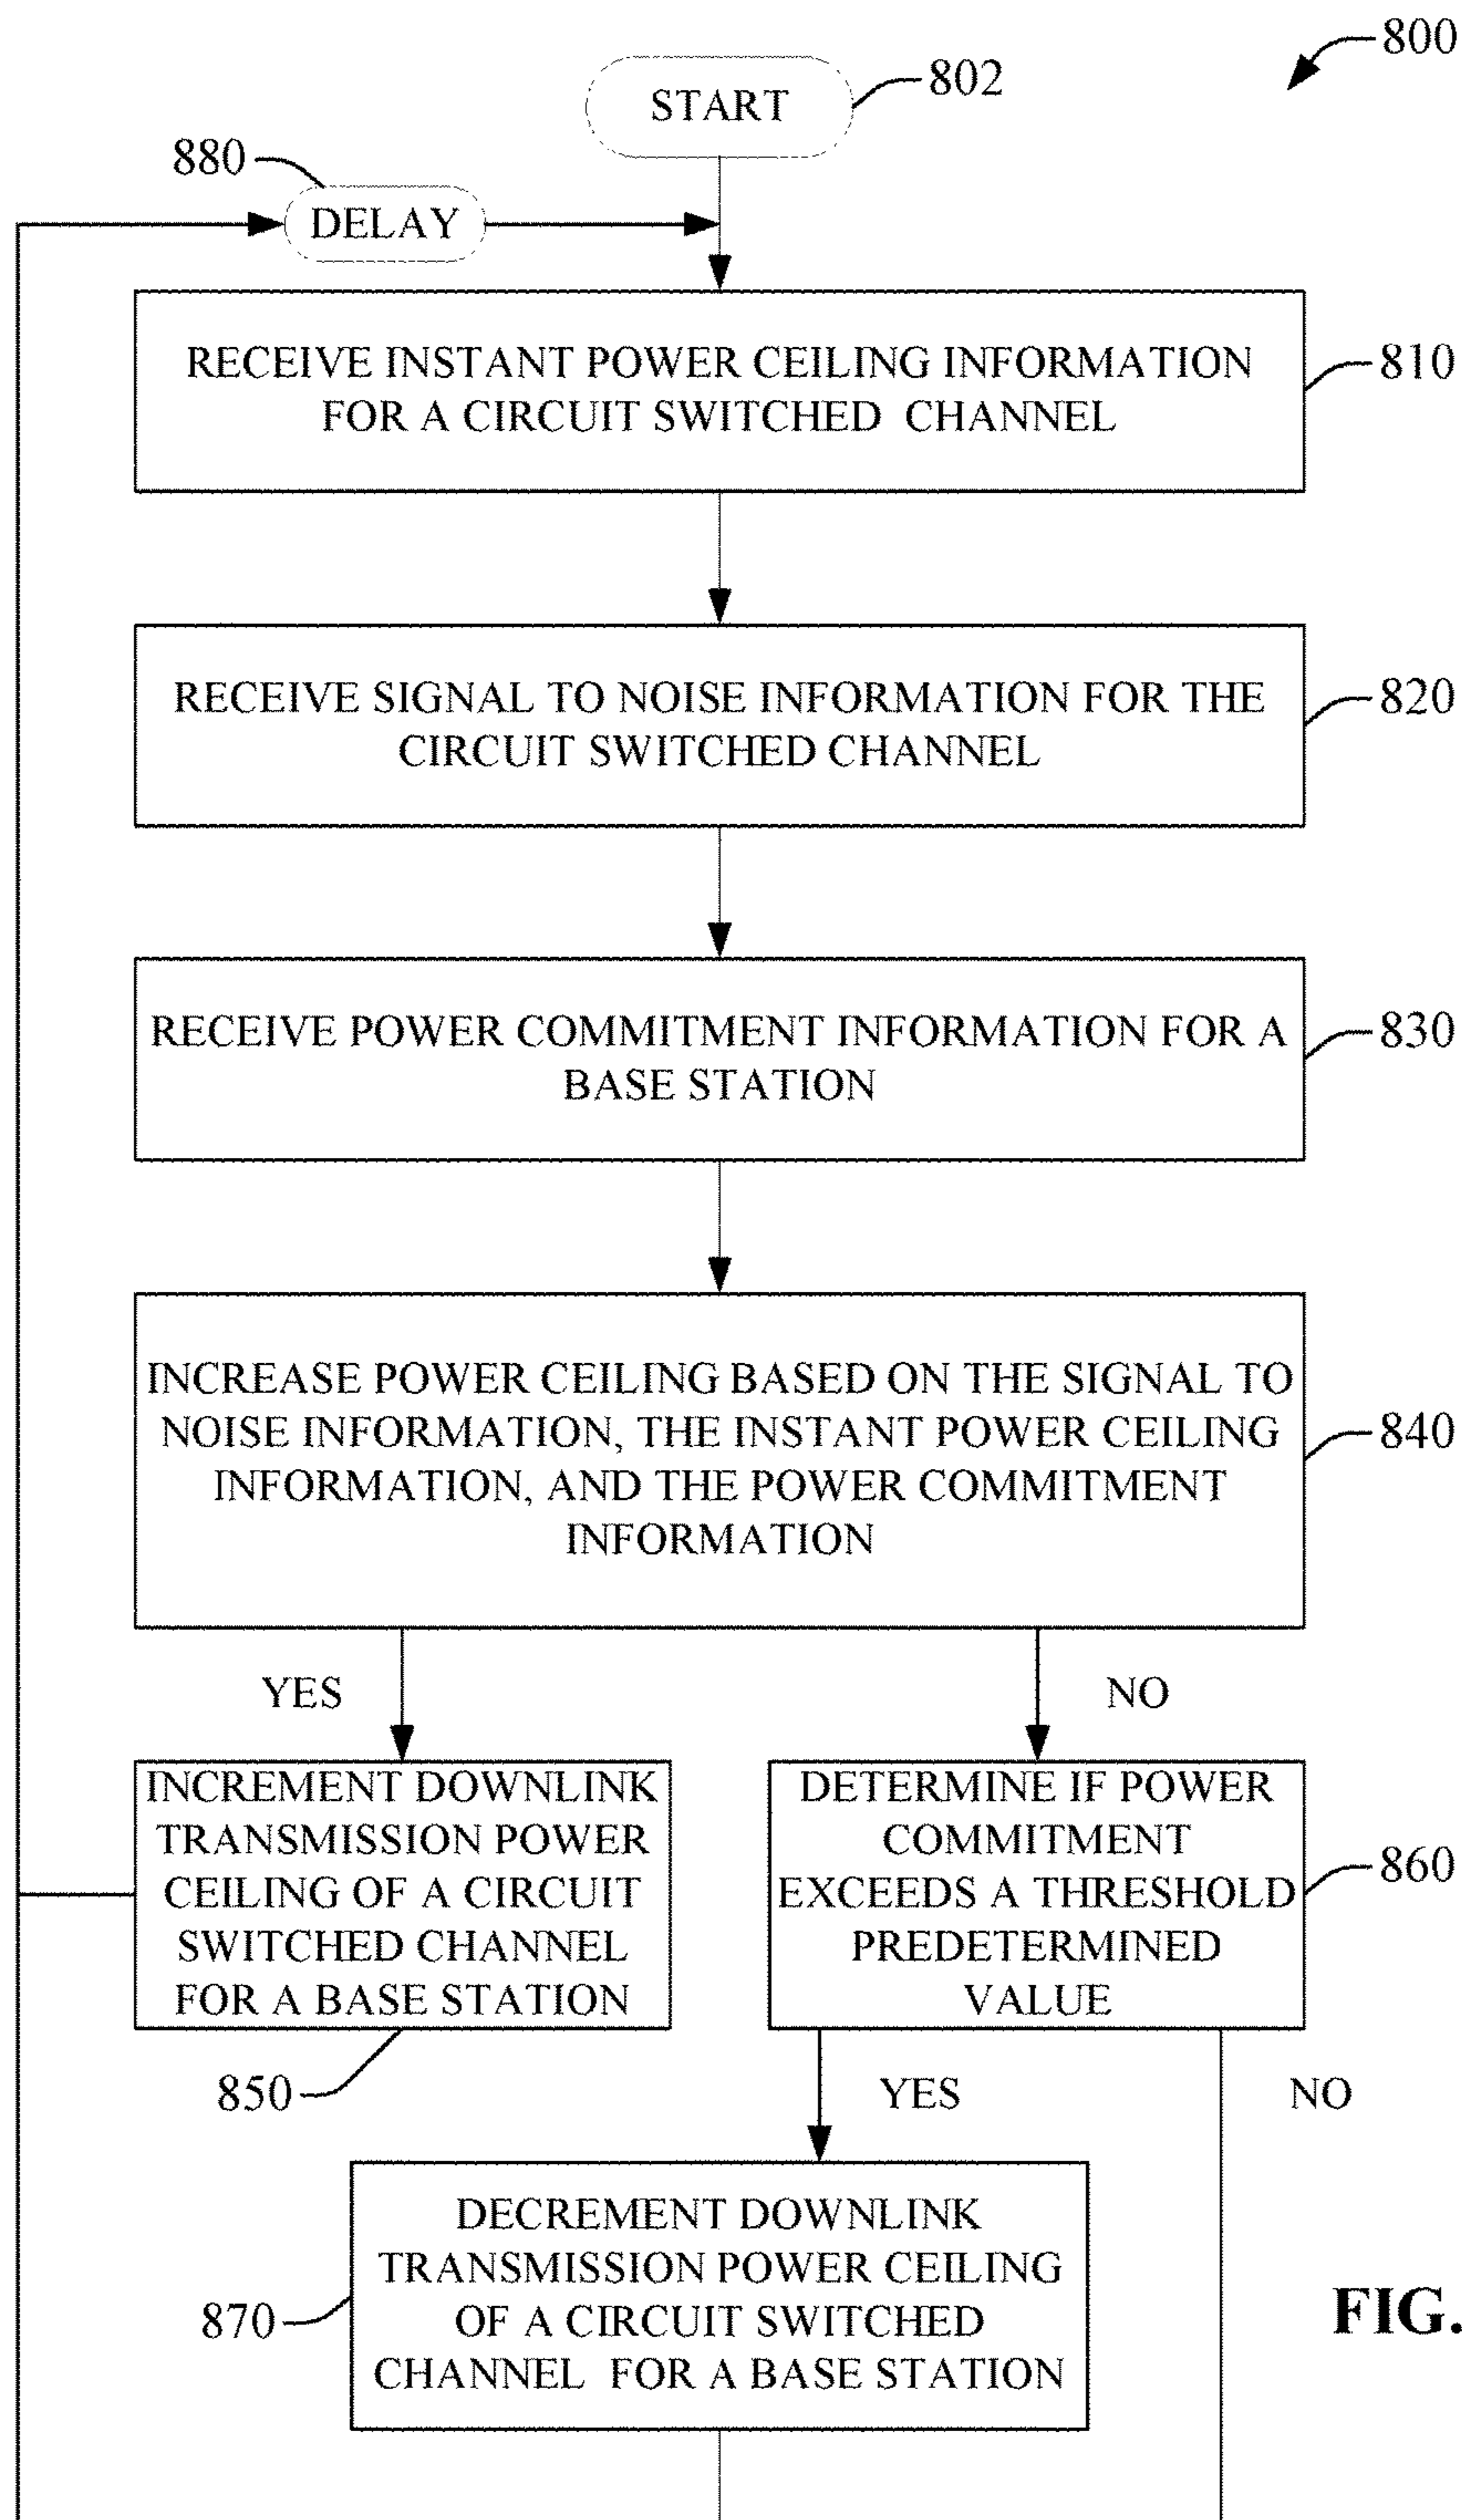 800
START
802
880
DELAY
RECEIVE INSTANT POWER CEILING INFORMATION
FOR A CIRCUIT SWITCHED CHANNEL
810
RECEIVE SIGNAL TO NOISE INFORMATION FOR THE
CIRCUIT SWITCHED CHANNEL
820
RECEIVE POWER COMMITMENT INFORMATION FOR A
BASE STATION
830
INCREASE POWER CEILING BASED ON THE SIGNAL TO
NOISE INFORMATION, THE INSTANT POWER CEILING
INFORMATION, AND THE POWER COMMITMENT
INFORMATION
840
YES
NO
INCREMENT DOWNLINK
TRANSMISSION POWER
CEILING OF A CIRCUIT
SWITCHED CHANNEL
FOR A BASE STATION
850
DETERMINE IF POWER
COMMITMENT
EXCEEDS A THRESHOLD
PREDETERMINED
VALUE
860
YES
NO
DECREMENT DOWNLINK
TRANSMISSION POWER CEILING
OF A CIRCUIT SWITCHED
CHANNEL FOR A BASE STATION
870
FIG.